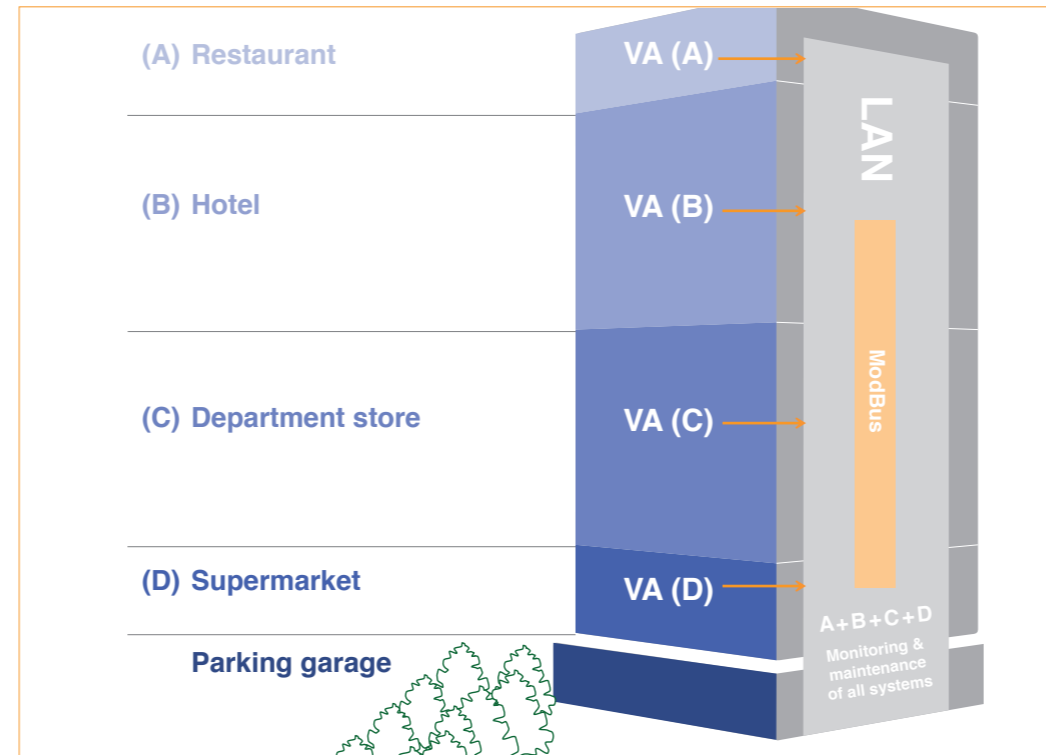 (A) Restaurant
VA (A)
(B) Hotel
VA (B)
(C) Department store
VA (C)
(D) Supermarket
VA (D)
Parking garage
LAN
ModBus
A+B+C+D
Monitoring &
maintenance
of all systems